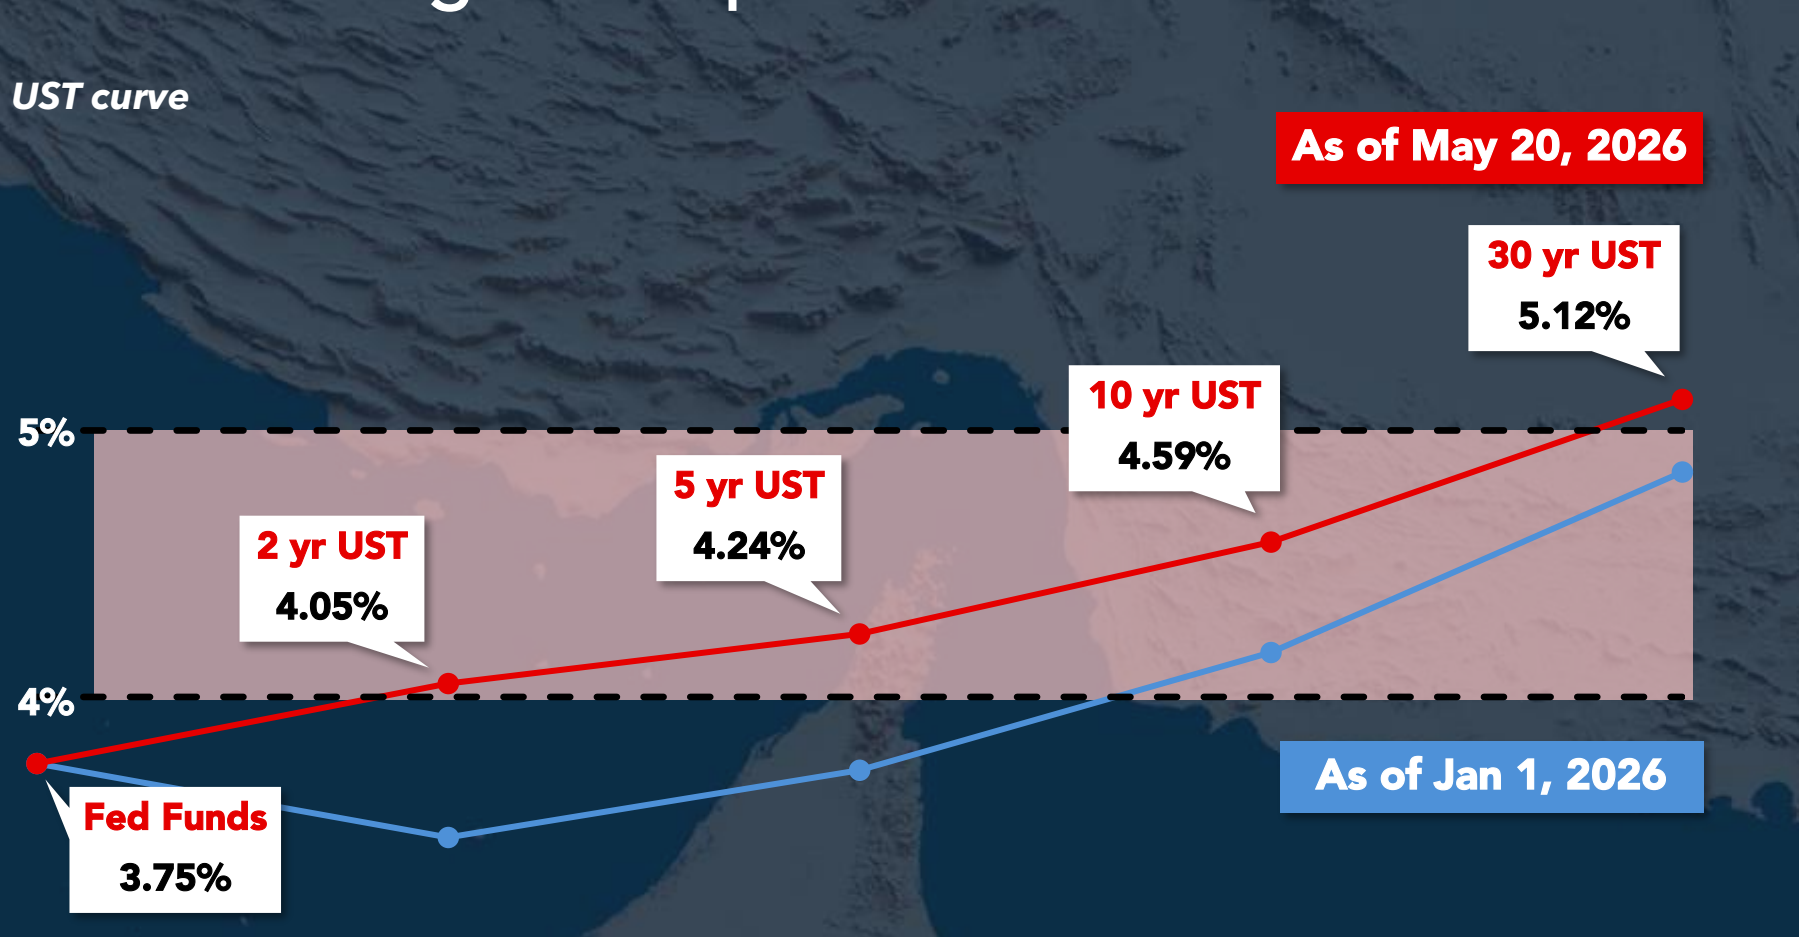 UST curve
As of May 20, 2026
30 yr UST
5.12%
10 yr UST
4.59%
5%
5 yr UST
4.24%
2 yr UST
4.05%
4%
As of Jan 1, 2026
Fed Funds
3.75%